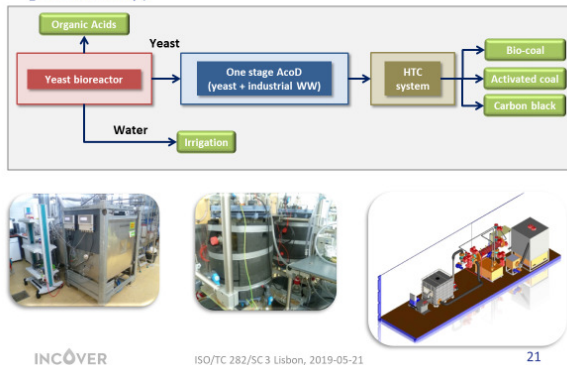 Organic Acids
Yeast
Bio-coal
Yeast bioreactor
One stage AcoD
(yeast + industrial WW)
HTC
system
Activated coal
Carbon black
Water
Irrigation
INCOVER
ISO/TC 282/SC 3 Lisbon, 2019-05-21
21